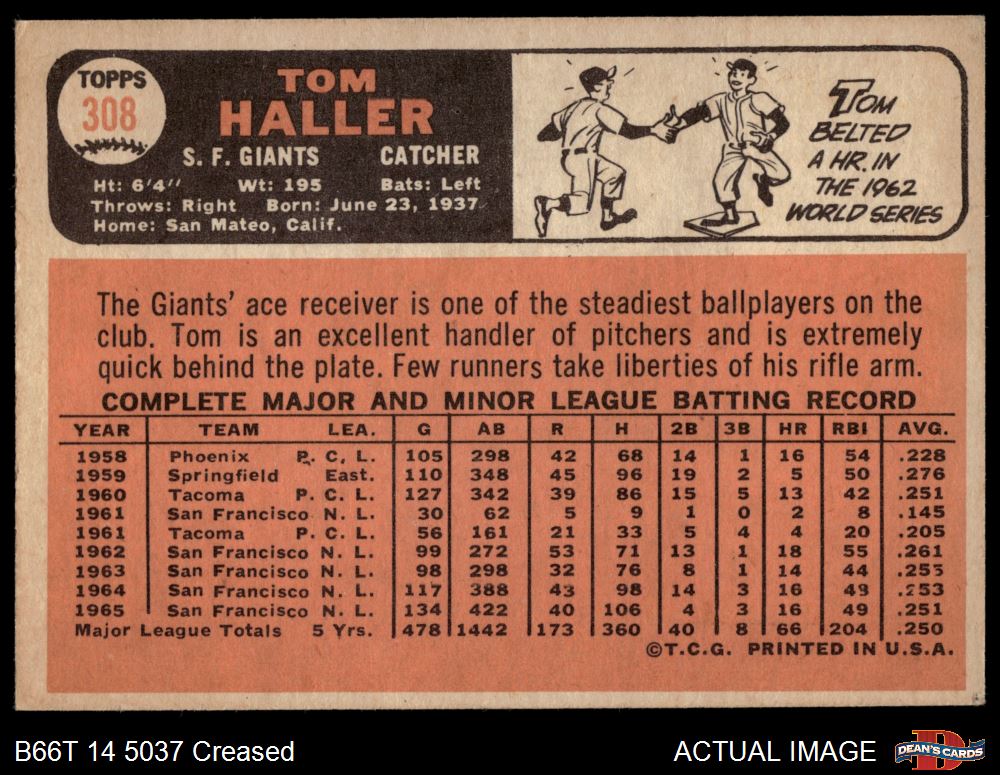 TOPPS
308
TOM
HALLER
S. F. GIANTS CATCHER
Ht: 6'4" Wt: 195 Bats: Left
Throws: Right Born: June 23, 1937
Home: San Mateo, Calif.
TOM
BELTED
A HR. IN
THE 1962
WORLD SERIES
The Giants' ace receiver is one of the steadiest ballplayers on the
club. Tom is an excellent handler of pitchers and is extremely
quick behind the plate. Few runners take liberties of his rifle arm.
COMPLETE MAJOR AND MINOR LEAGUE BATTING RECORD
YEAR TEAM LEA. G AB R H 2B 3B HR RBI AVG.
1958 Phoenix P. C. L. 105 298 42 68 14 1 16 54 .228
1959 Springfield East. 110 348 45 96 19 2 5 50 .276
1960 Tacoma P. C. L. 127 342 39 86 15 5 13 42 .251
1961 San Francisco N. L. 30 62 5 9 1 0 2 8 .145
1961 Tacoma P. C. L. 56 161 21 33 5 4 4 20 .205
1962 San Francisco N. L. 99 272 53 71 13 1 18 55 .261
1963 San Francisco N. L. 98 298 32 76 8 1 14 44 .255
1964 San Francisco N. L. 117 388 43 98 14 3 16 49 .253
1965 San Francisco N. L. 134 422 40 106 4 3 16 49 .251
Major League Totals 5 Yrs. 478 1442 173 360 40 8 66 204 .250
©T.C.G. PRINTED IN U.S.A.
B66T 14 5037 Creased ACTUAL IMAGE
DEAN'S CARDS